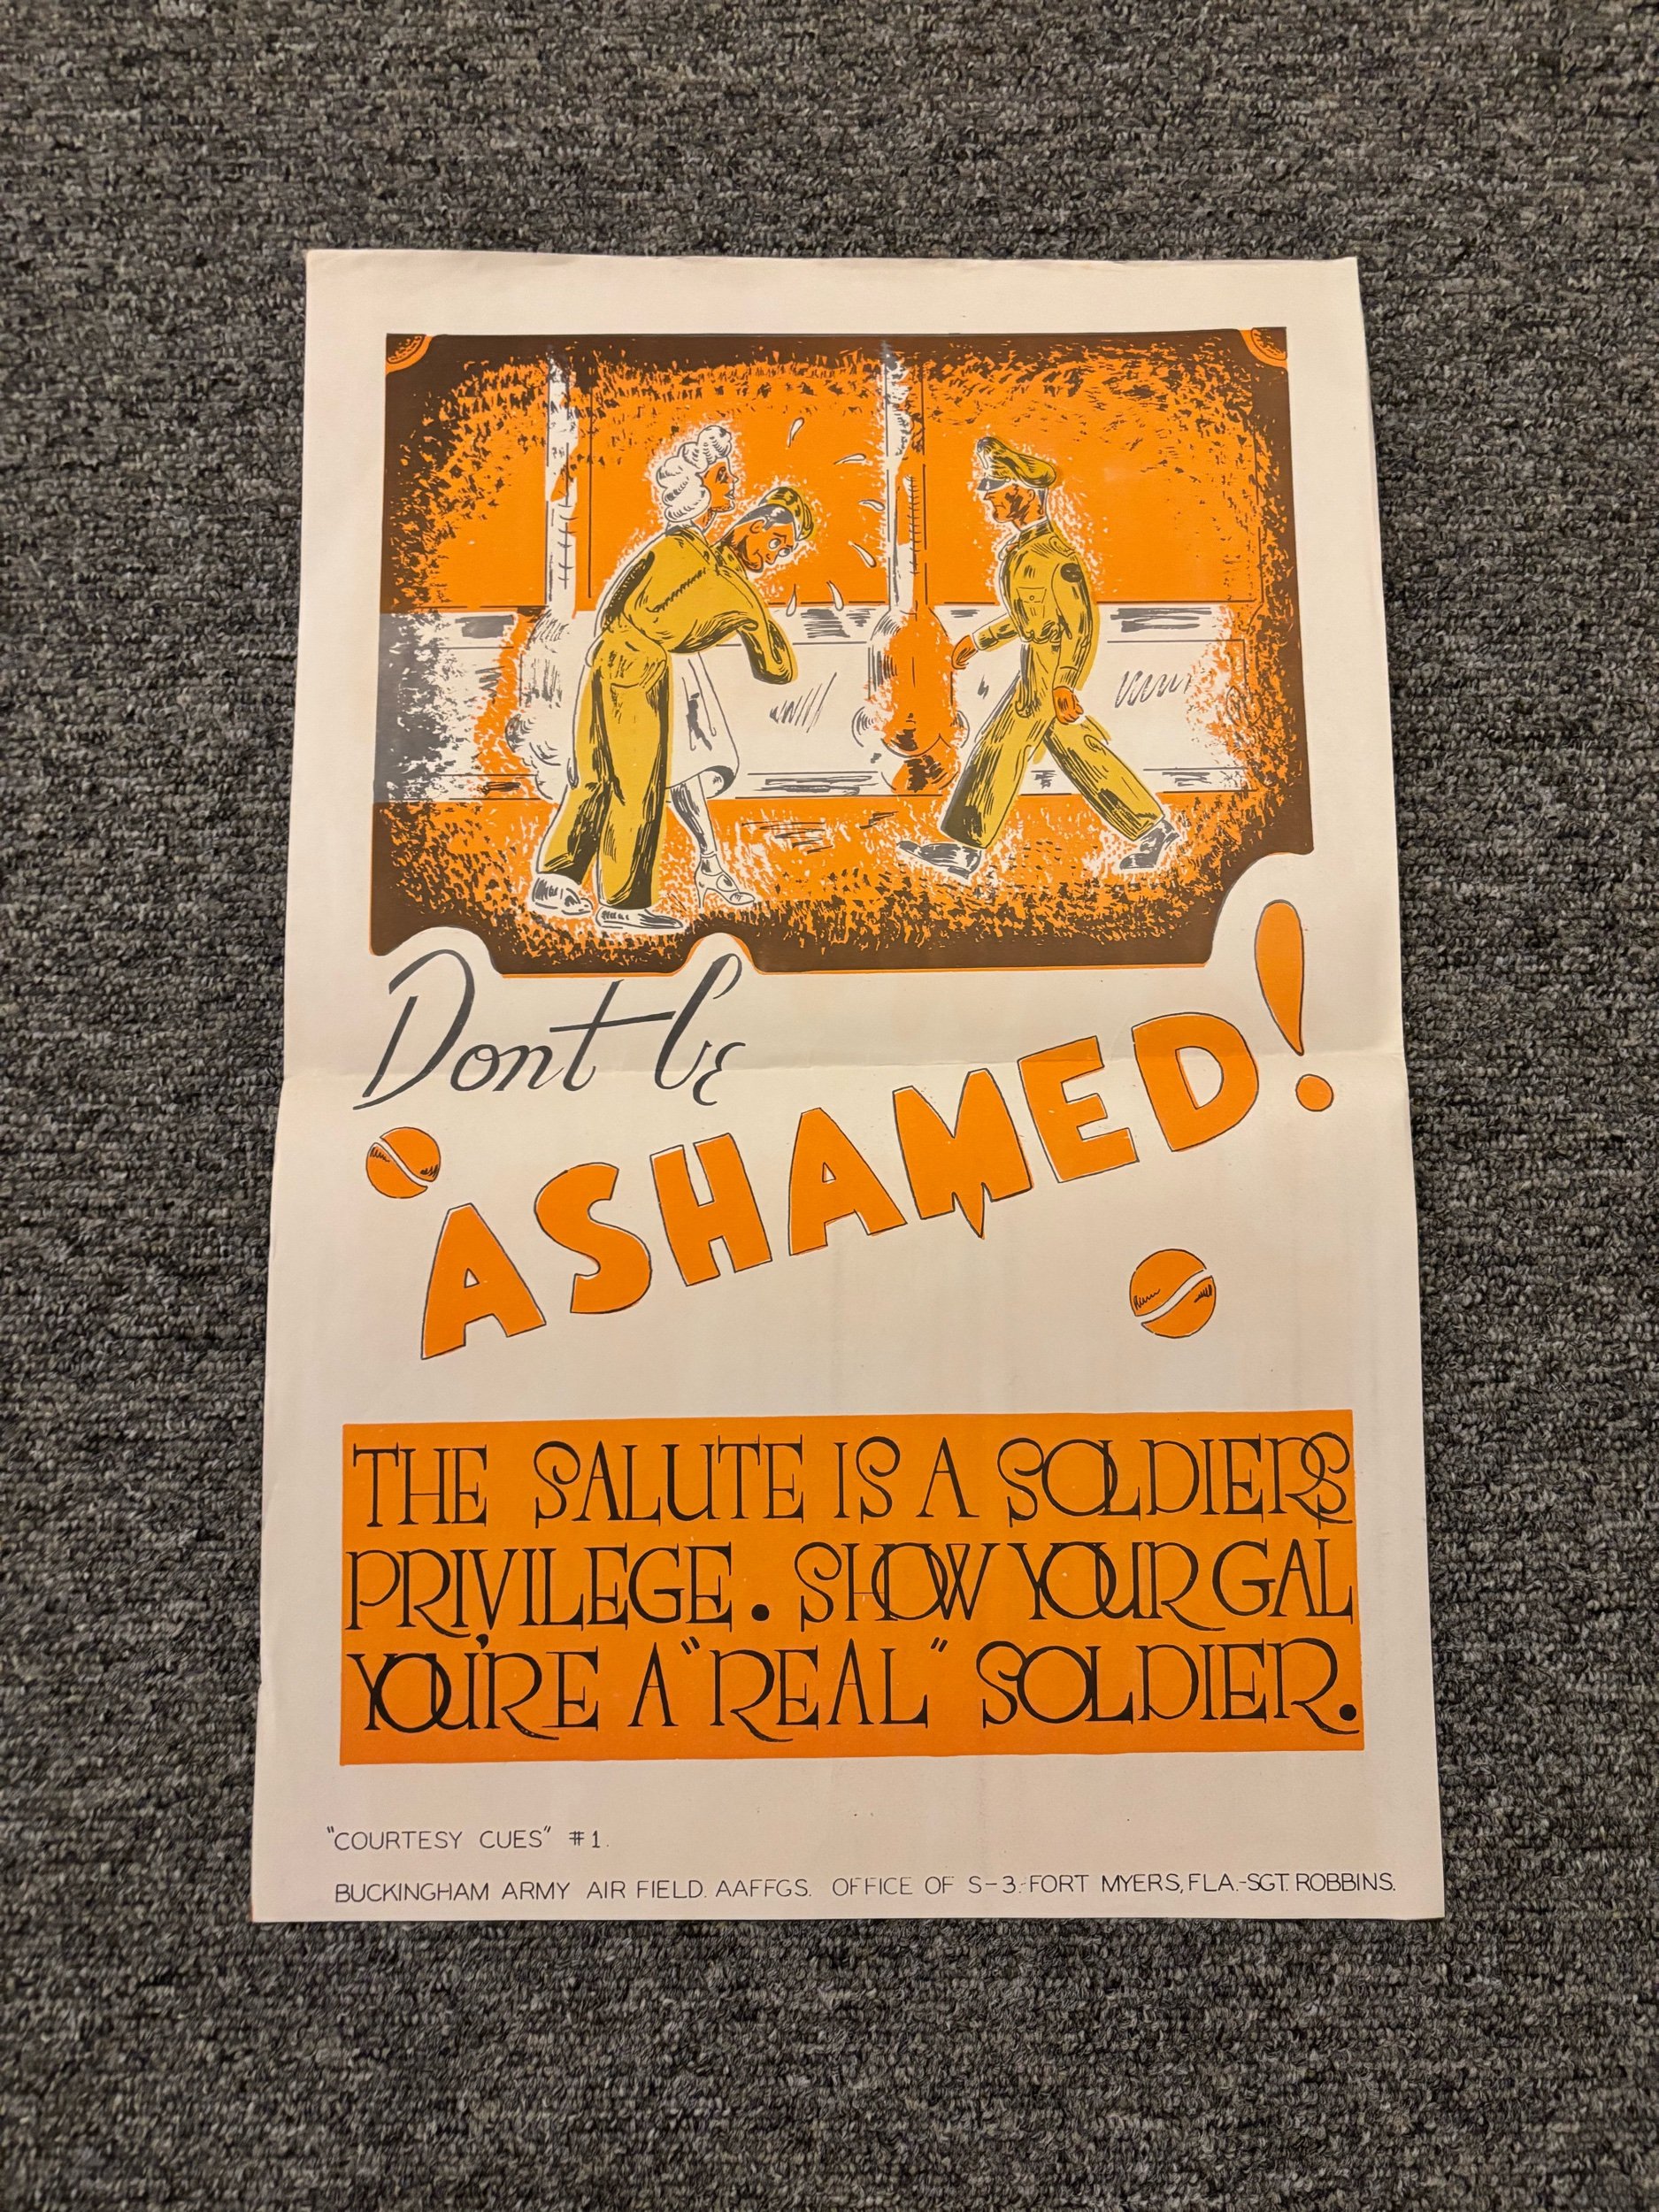 Dont be
ASHAMED!
THE SALUTE IS A SOLDIERS
PRIVILEGE. SHOW YOUR GAL
YOU'RE A "REAL" SOLDIER.
"COURTESY CUES" #1.
BUCKINGHAM ARMY AIR FIELD. AAFFGS. OFFICE OF S-3.-FORT MYERS, FLA.-SGT. ROBBINS.